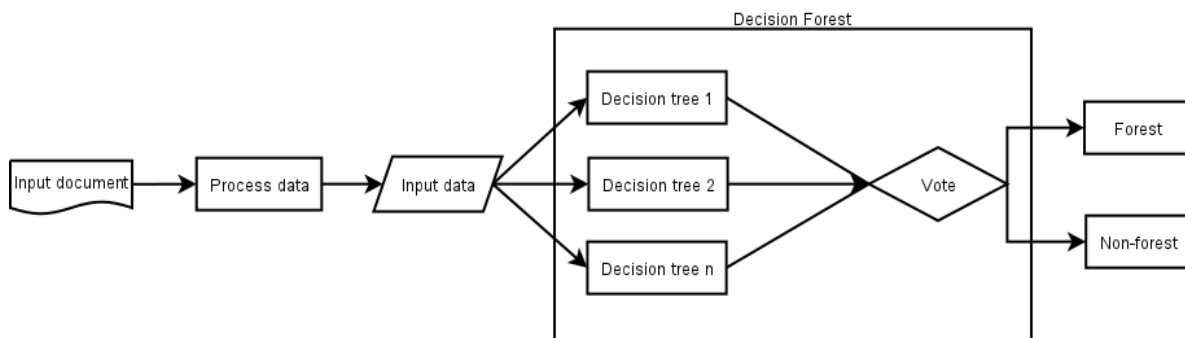 Decision Forest
Input document
Process data
Input data
Decision tree 1
Decision tree 2
Decision tree n
Vote
Forest
Non-forest